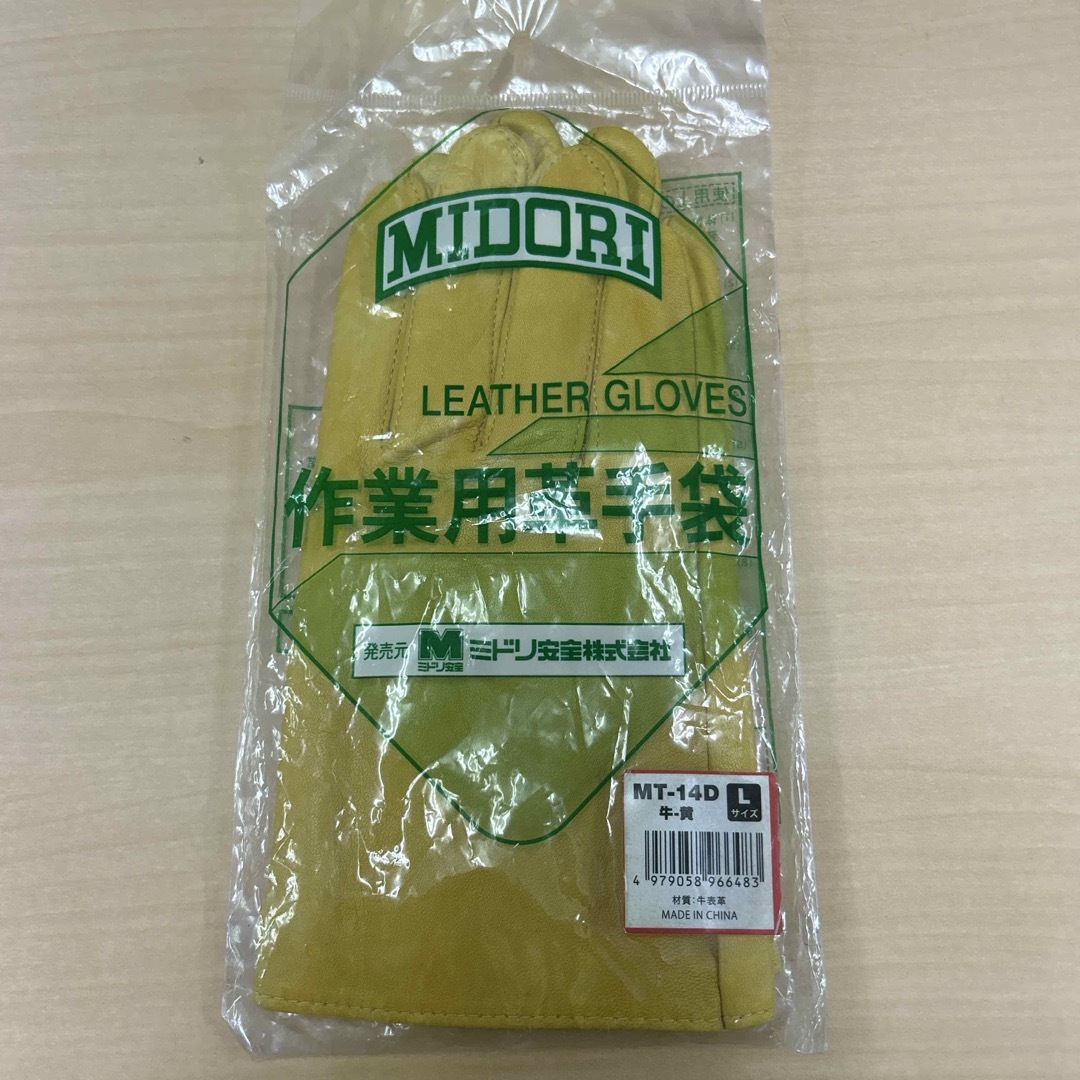 MIDORI
LEATHER GLOVES
作業用革手袋
発売元 M ミドリ安全 ミドリ安全株式会社
MT-14D L
牛-黄 サイズ
4 979058 966483
材質:牛表革
MADE IN CHINA